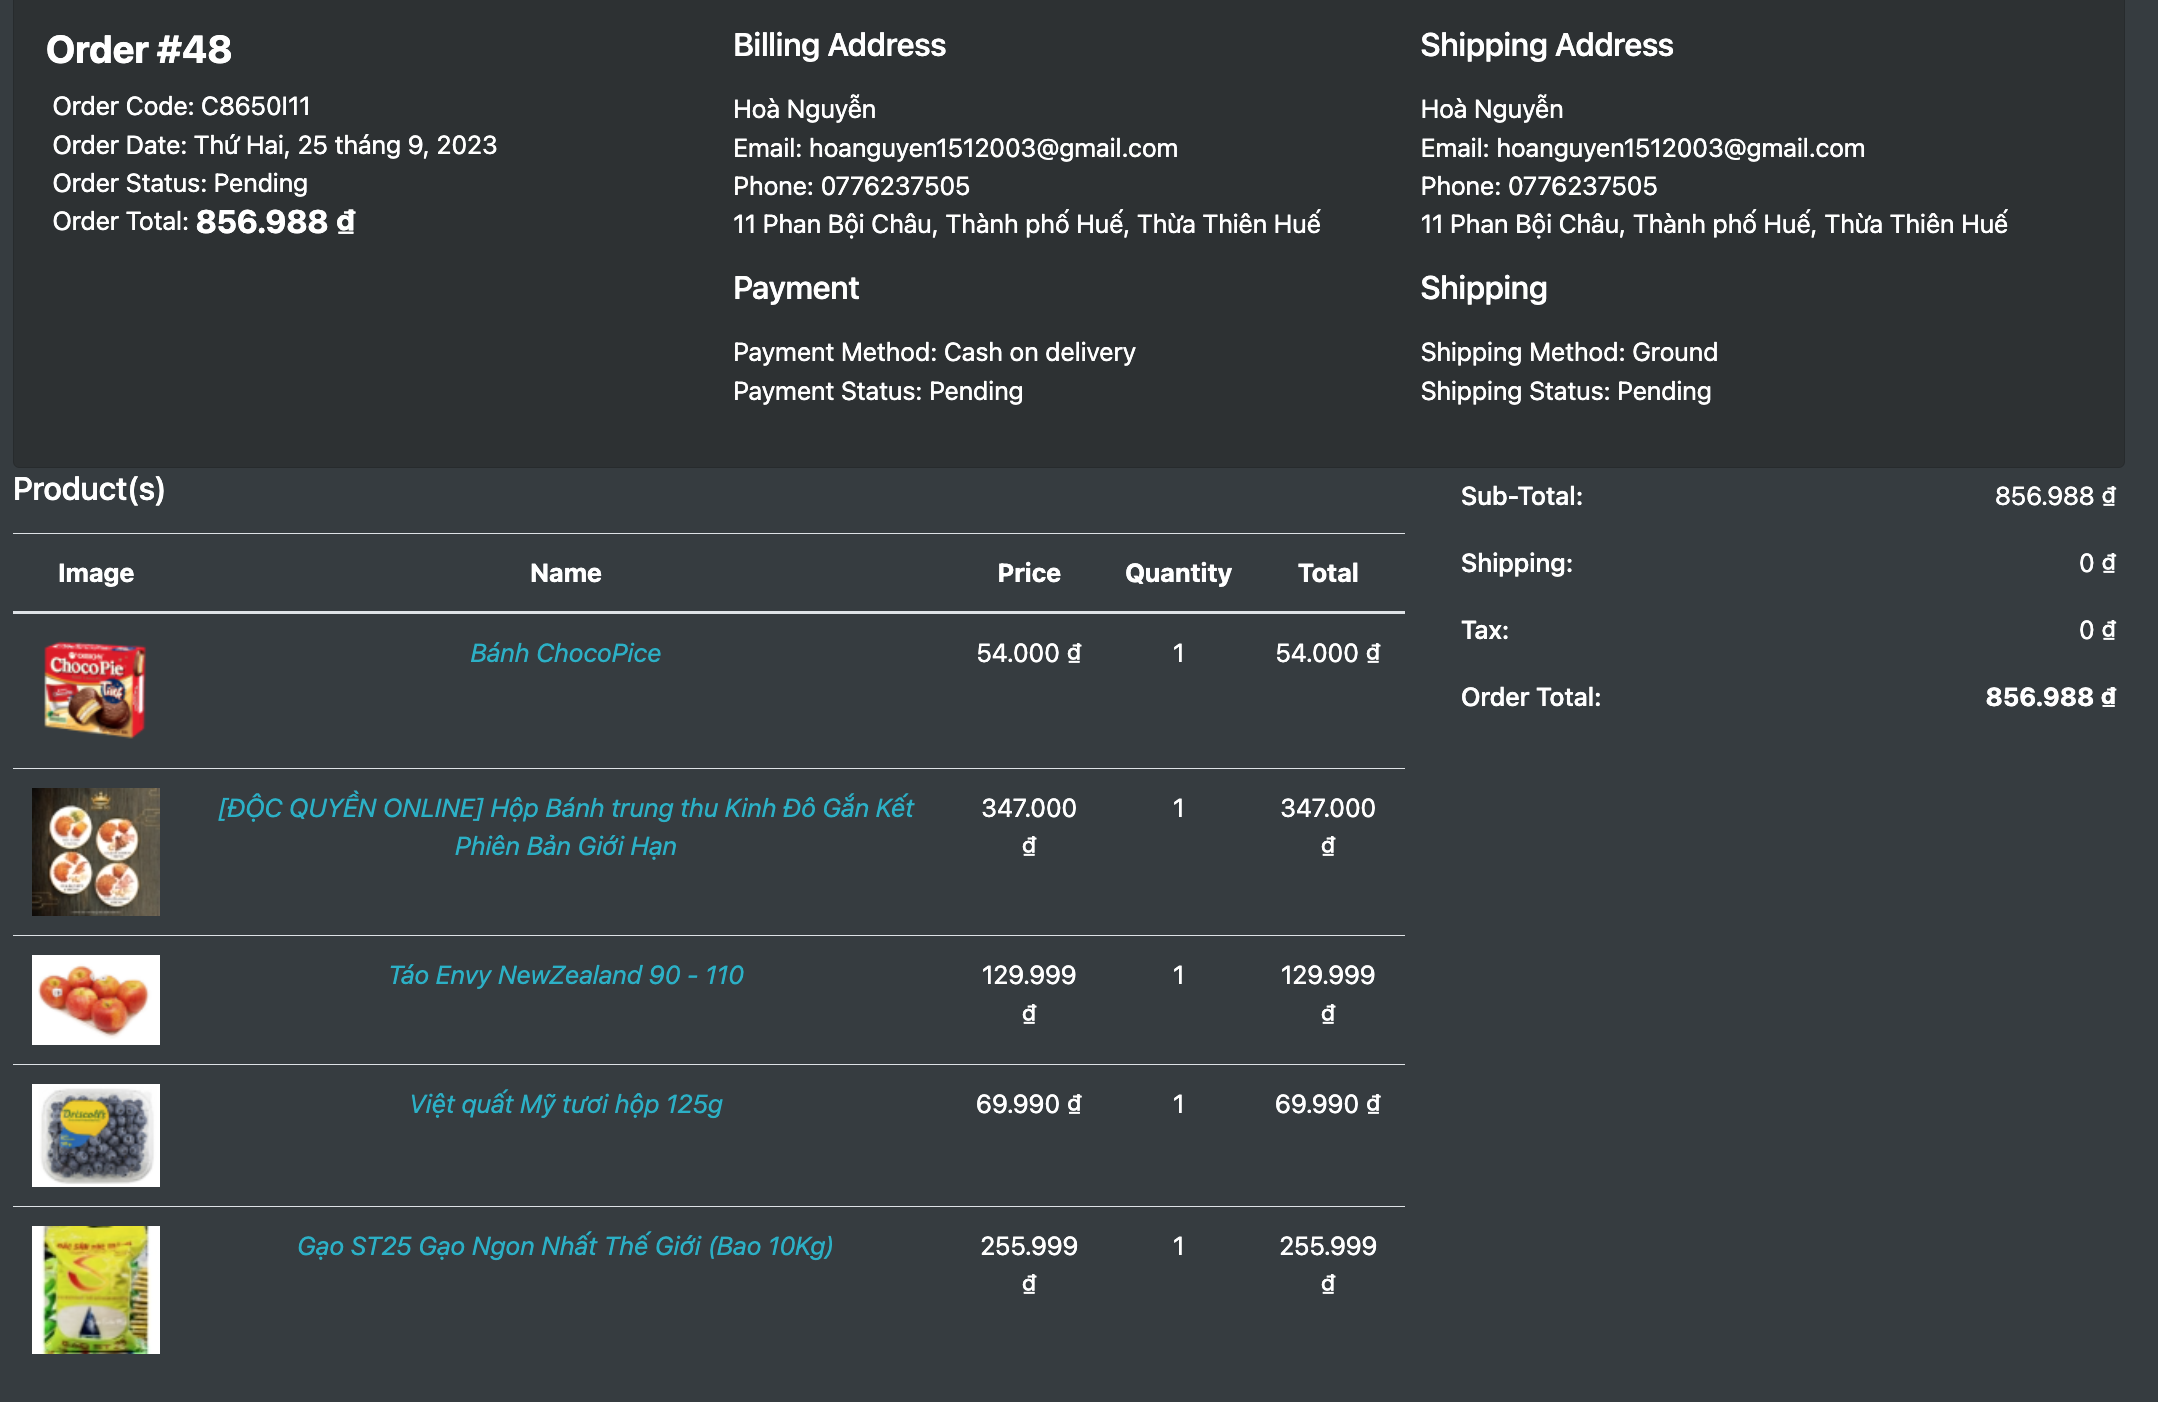 Order #48
Order Code: C8650I11
Order Date: Thứ Hai, 25 tháng 9, 2023
Order Status: Pending
Order Total: 856.988 ₫
Billing Address
Hoà Nguyễn
Email: hoanguyen1512003@gmail.com
Phone: 0776237505
11 Phan Bội Châu, Thành phố Huế, Thừa Thiên Huế
Payment
Payment Method: Cash on delivery
Payment Status: Pending
Shipping Address
Hoà Nguyễn
Email: hoanguyen1512003@gmail.com
Phone: 0776237505
11 Phan Bội Châu, Thành phố Huế, Thừa Thiên Huế
Shipping
Shipping Method: Ground
Shipping Status: Pending
Product(s)
Image Name Price Quantity Total
ORION
ChocoPie
Bánh ChocoPice 54.000 ₫ 1 54.000 ₫
[ĐỘC QUYỀN ONLINE] Hộp Bánh trung thu Kinh Đô Gắn Kết 347.000 1 347.000
Phiên Bản Giới Hạn ₫ ₫
Táo Envy NewZealand 90 - 110 129.999 1 129.999
₫ ₫
Driscoll's
Việt quất Mỹ tươi hộp 125g 69.990 ₫ 1 69.990 ₫
Gạo ST25 Gạo Ngon Nhất Thế Giới (Bao 10Kg) 255.999 1 255.999
₫ ₫
Sub-Total: 856.988 ₫
Shipping: 0 ₫
Tax: 0 ₫
Order Total: 856.988 ₫